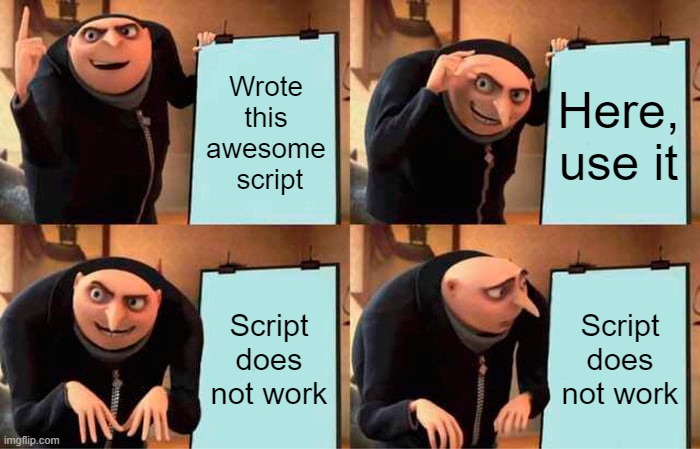 Wrote
this
awesome
script
Here,
use it
Script
does
not work
Script
does
not work
imgflip.com